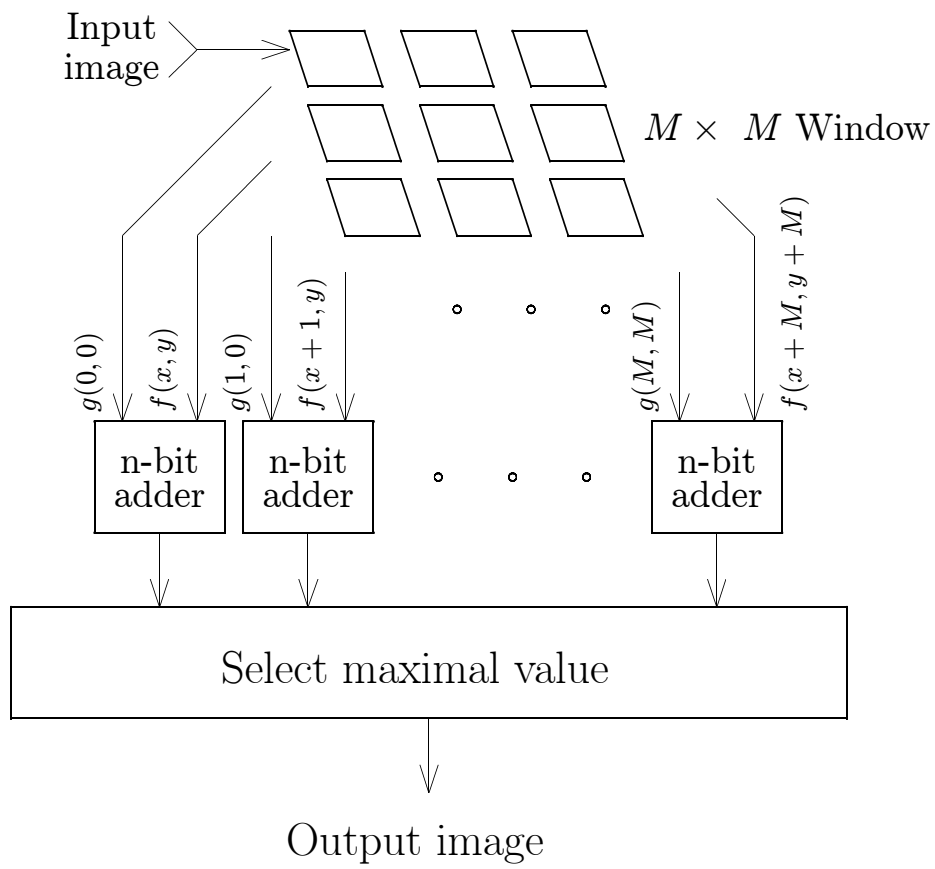 Input
image
M × M Window
g(0,0)
f(x,y)
g(1,0)
f(x+1,y)
g(M,M)
f(x+M,y+M)
n-bit
adder
n-bit
adder
n-bit
adder
Select maximal value
Output image